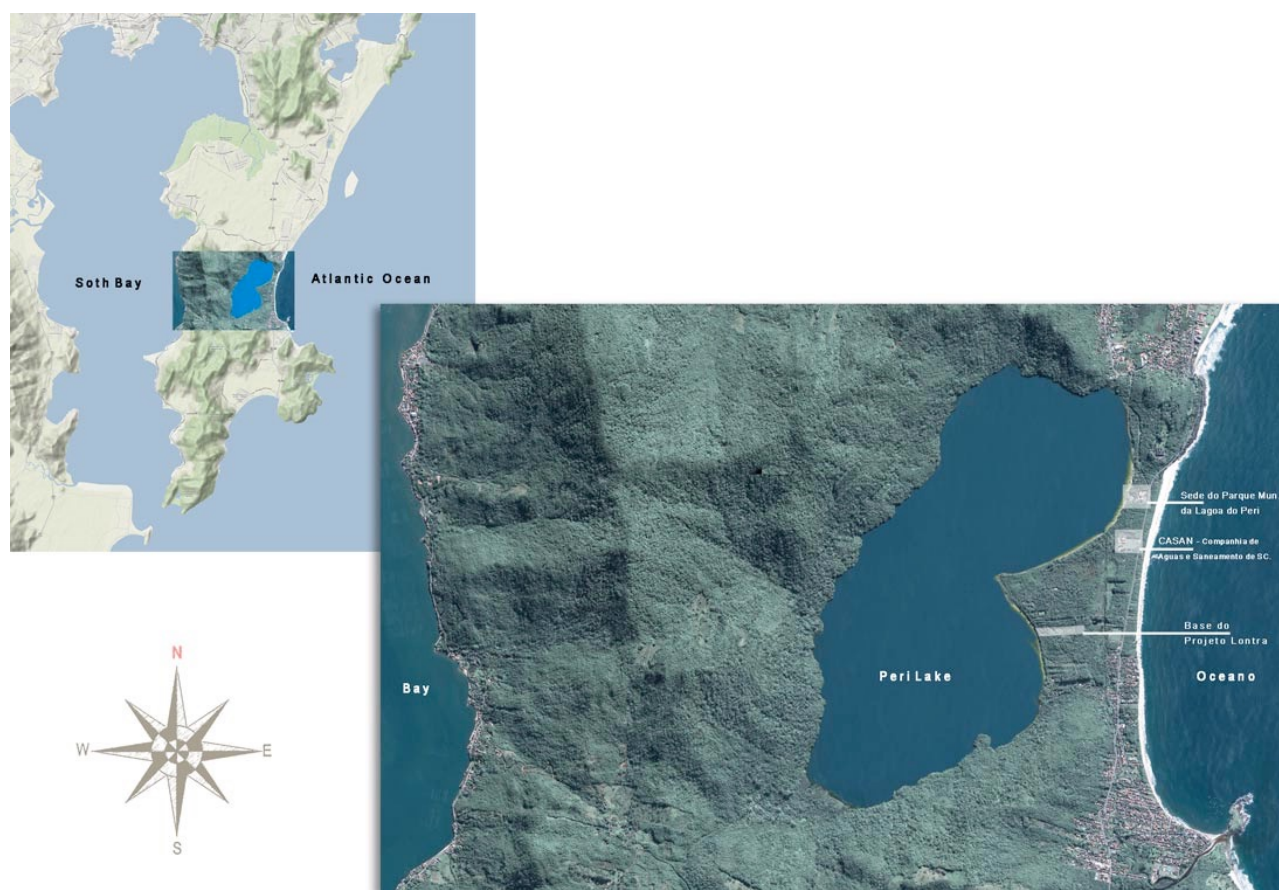 Soth Bay
Atlantic Ocean
Sede do Parque Mun
da Lagoa do Peri
CASAN - Companhia de
Aguas e Saneamento de SC.
Base do
Projeto Lontra
Bay
Peri Lake
Oceano
N
W
E
S